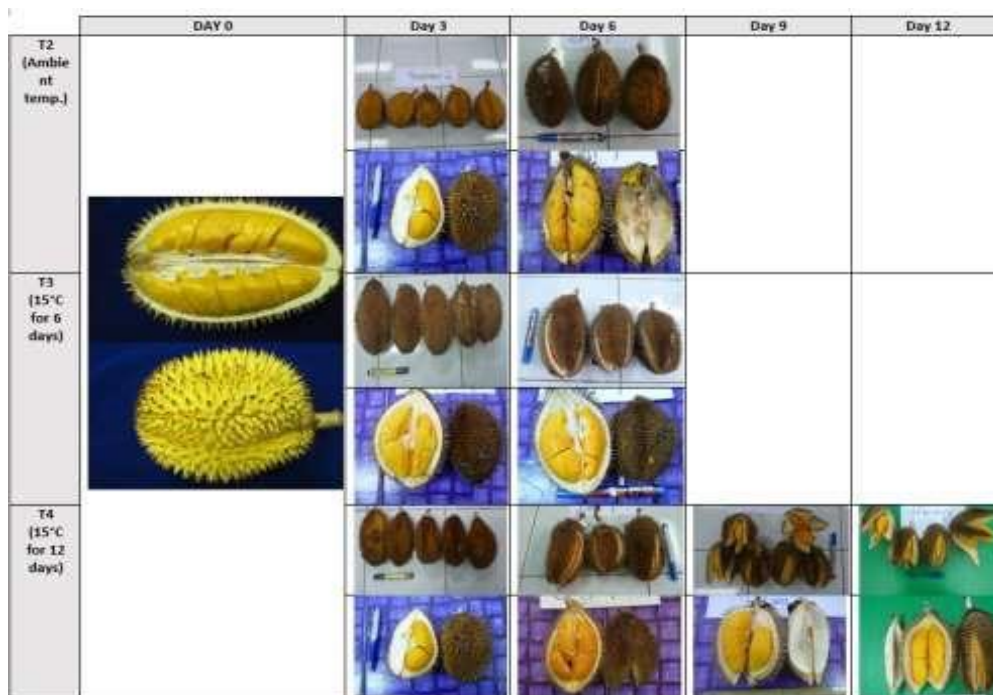 DAY 0
Day 3
Day 6
Day 9
Day 12
T2
(Ambie
nt
temp.)
T3
(15°C
for 6
days)
T4
(15°C
for 12
days)